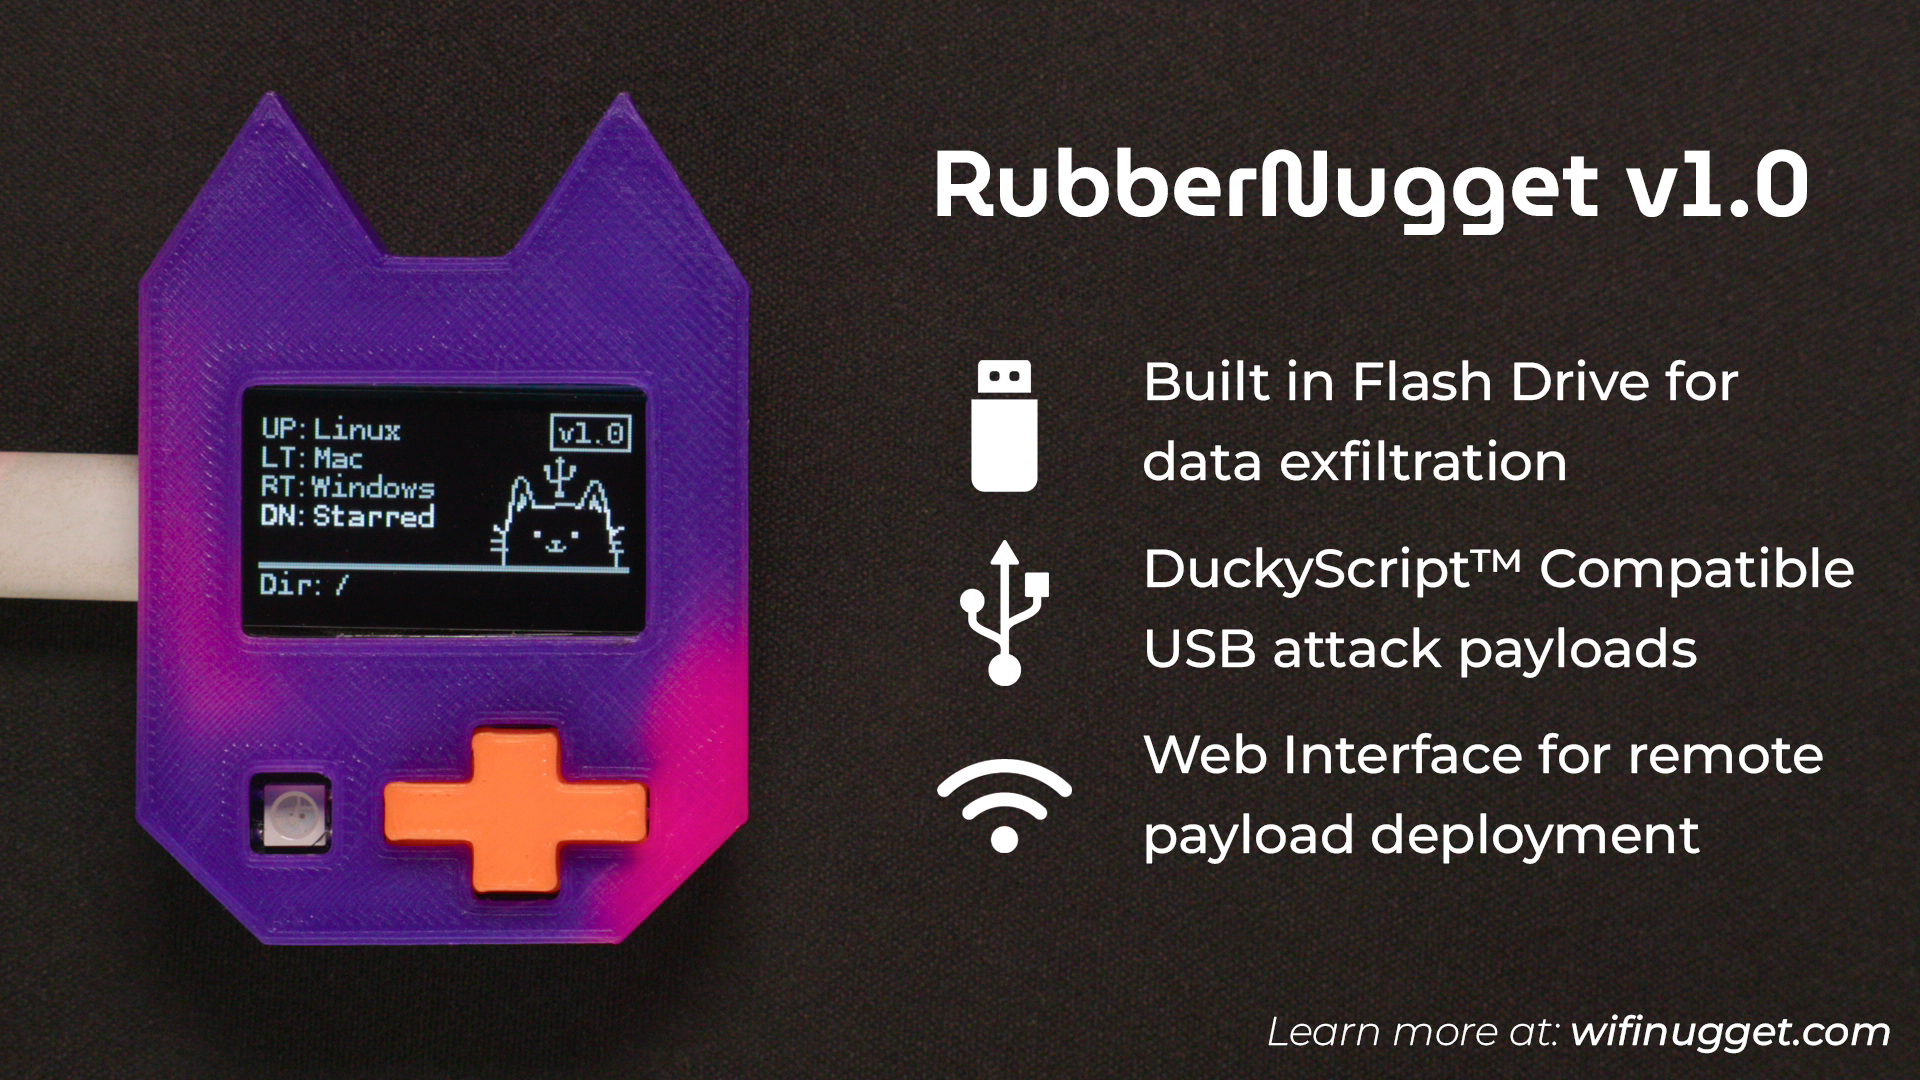 UP: Linux
v1.0
LT: Mac
RT: Windows
DN: Starred
Dir: /
RubberNugget v1.0
Built in Flash Drive for
data exfiltration
DuckyScript™ Compatible
USB attack payloads
Web Interface for remote
payload deployment
Learn more at: wifinugget.com